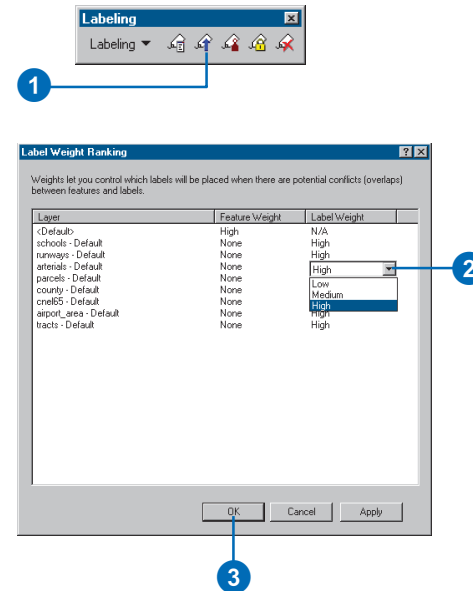 Labeling
Labeling
1
Label Weight Ranking
Weights let you control which labels will be placed when there are potential conflicts (overlaps)
between features and labels.
Layer Feature Weight Label Weight
<Default> High N/A
schools - Default None High
runways - Default None High
arterials - Default None High
2
parcels - Default None Low
county - Default None Medium
cnel65 - Default None High
airport_area - Default None High
tracts - Default None High
OK Cancel Apply
3